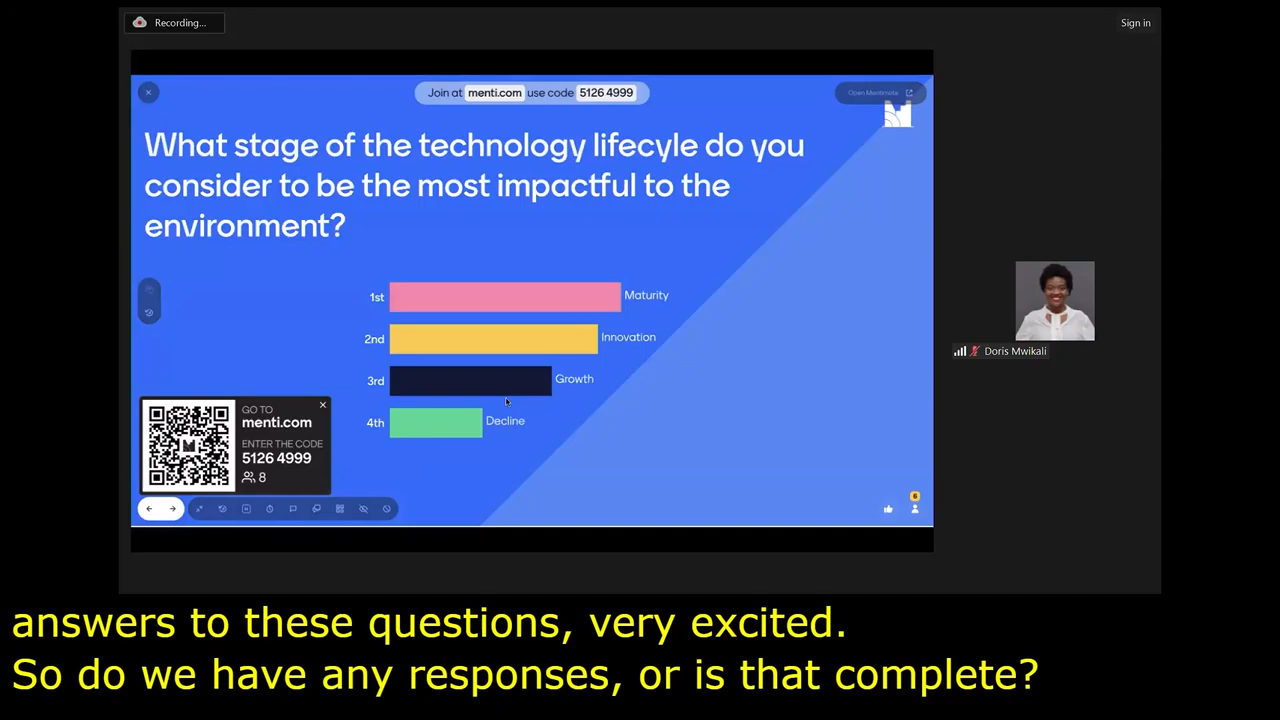 Recording...
Sign in
Join at menti.com use code 5126 4999
Open Mentimeter
What stage of the technology lifecyle do you
consider to be the most impactful to the
environment?
1st Maturity
2nd Innovation
3rd Growth
4th Decline
GO TO
menti.com
ENTER THE CODE
5126 4999
8
6
Doris Mwikali
answers to these questions, very excited.
So do we have any responses, or is that complete?